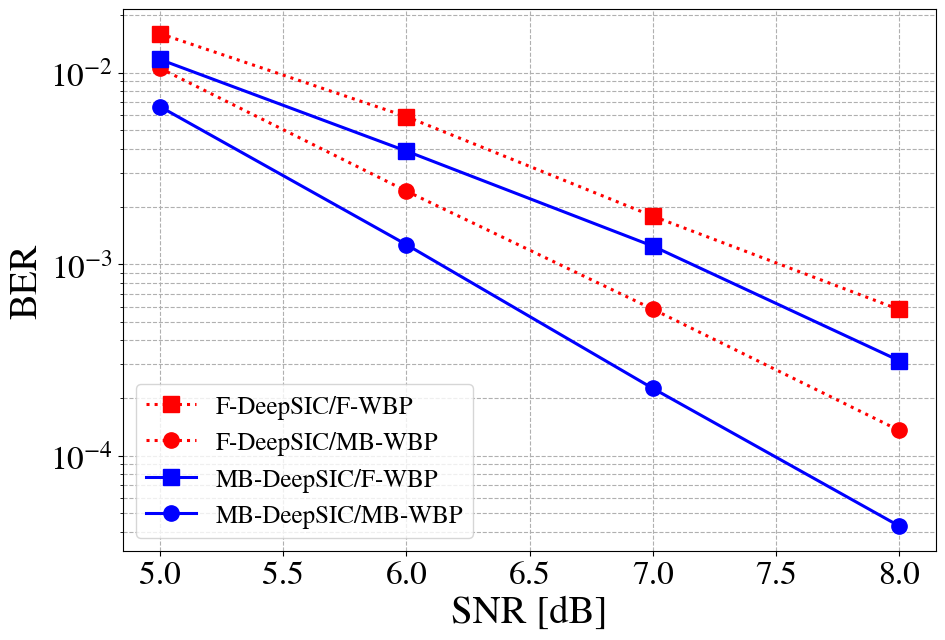 BER
10⁻²
10⁻³
10⁻⁴
F-DeepSIC/F-WBP
F-DeepSIC/MB-WBP
MB-DeepSIC/F-WBP
MB-DeepSIC/MB-WBP
5.0 5.5 6.0 6.5 7.0 7.5 8.0
SNR [dB]